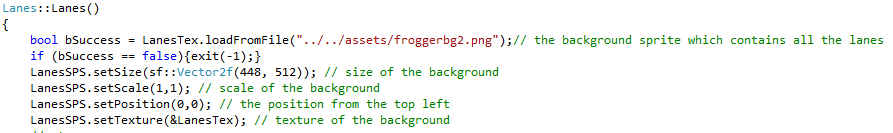 Lanes::Lanes()
{
bool bSuccess = LanesTex.loadFromFile("../../assets/froggerbg2.png");// the background sprite which contains all the lanes
if (bSuccess == false){exit(-1);}
LanesSPS.setSize(sf::Vector2f(448, 512)); // size of the background
LanesSPS.setScale(1,1); // scale of the background
LanesSPS.setPosition(0,0); // the position from the top left
LanesSPS.setTexture(&LanesTex); // texture of the background